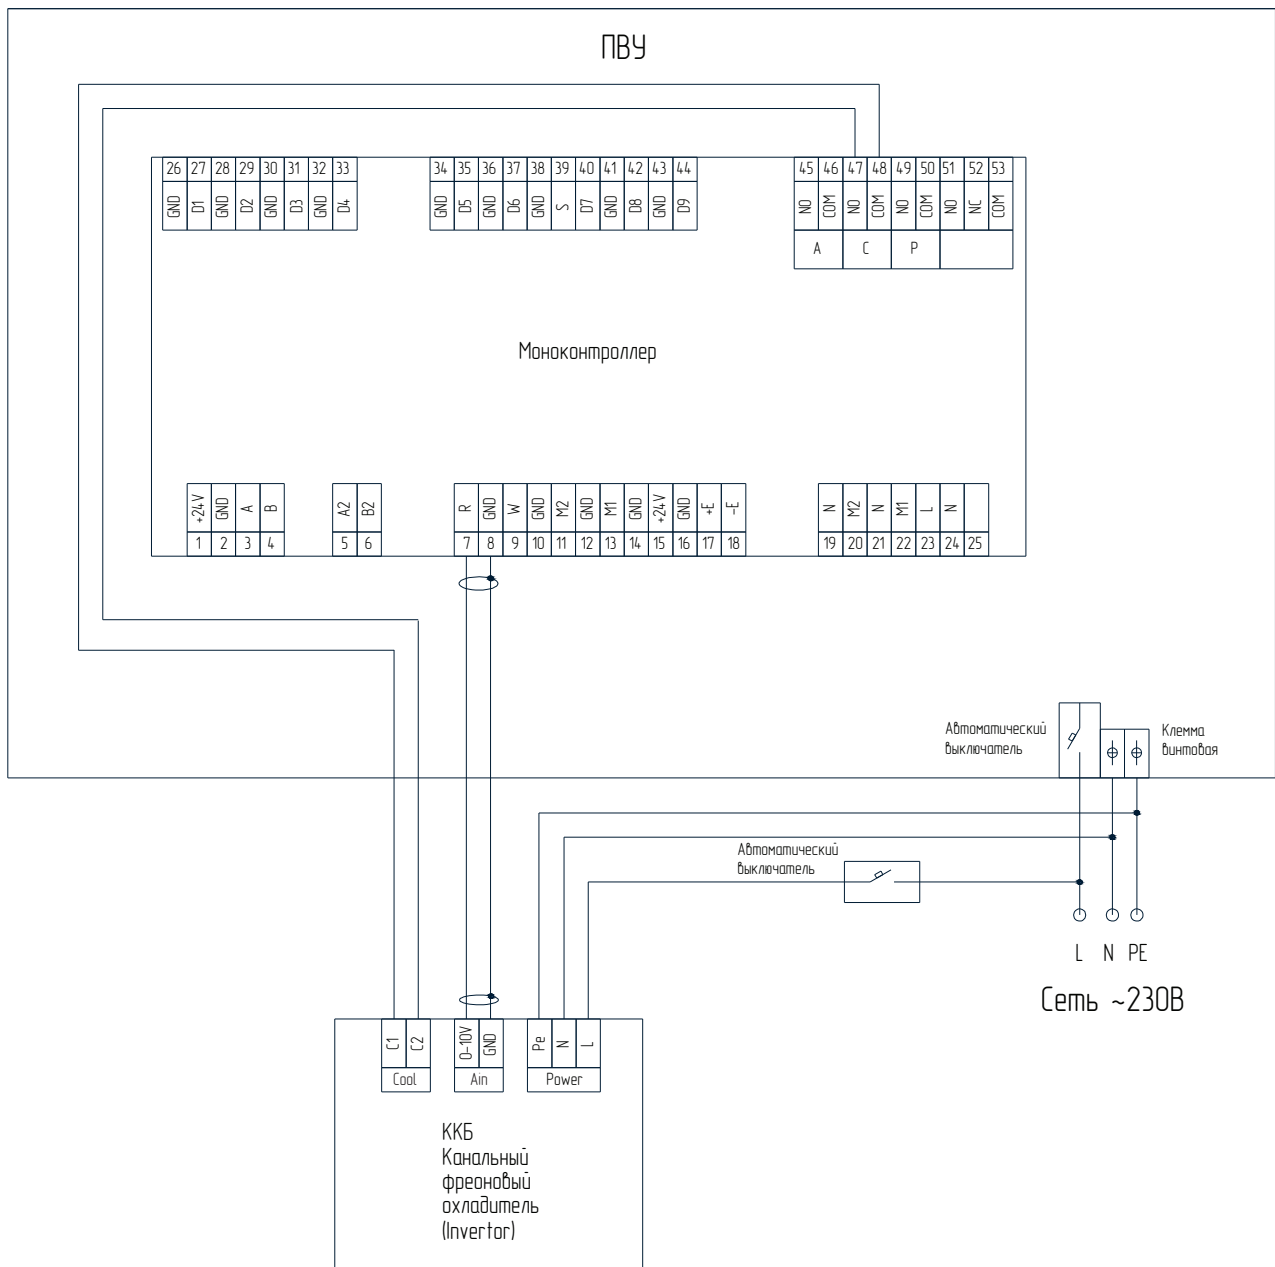 ПВУ
26 27 28 29 30 31 32 33
GND D1 GND D2 GND D3 GND D4
34 35 36 37 38 39 40 41 42 43 44
GND D5 GND D6 GND S D7 GND D8 GND D9
45 46 47 48 49 50 51 52 53
NO COM NO COM NO COM NO NC COM
A C P
Моноконтроллер
+24V GND A B
1 2 3 4
A2 B2
5 6
R GND W GND M2 GND M1 GND +24V GND +E -E
7 8 9 10 11 12 13 14 15 16 17 18
N M2 N M1 L N
19 20 21 22 23 24 25
Автоматический
выключатель
Клемма
винтовая
Автоматический
выключатель
L N PE
Сеть ~230В
C1 C2
Cool
0-10V GND
Ain
Pe N L
Power
ККБ
Канальный
фреоновый
охладитель
(Invertor)